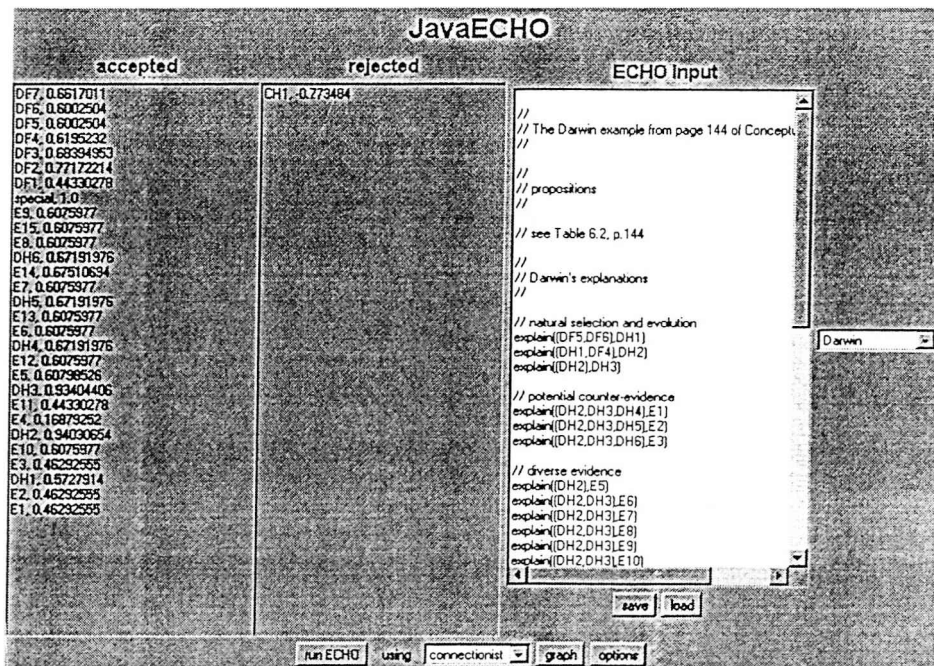 JavaECHO
accepted
DF7, 0.6617011
DF6, 0.6002504
DF5, 0.6002504
DF4, 0.6195232
DF3, 0.68394953
DF2, 0.77172214
DF1, 0.44330278
special, 1.0
E9, 0.6075977
E15, 0.6075977
E8, 0.6075977
DH6, 0.67191976
E14, 0.67510694
E7, 0.6075977
DH5, 0.67191976
E13, 0.6075977
E6, 0.6075977
DH4, 0.67191976
E12, 0.6075977
E5, 0.60798526
DH3, 0.93404406
E11, 0.44330278
E4, 0.16879252
DH2, 0.94030654
E10, 0.6075977
E3, 0.46292555
DH1, 0.5727914
E2, 0.46292555
E1, 0.46292555
rejected
CH1, -0.773484
ECHO Input
//
// The Darwin example from page 144 of Conceptu
//
//
// propositions
//
// see Table 6.2, p.144
//
// Darwin's explanations
//
// natural selection and evolution
explain((DF5,DF6),DH1)
explain((DH1,DF4),DH2)
explain((DH2),DH3)
// potential counter-evidence
explain((DH2,DH3,DH4),E1)
explain((DH2,DH3,DH5),E2)
explain((DH2,DH3,DH6),E3)
// diverse evidence
explain((DH2),E5)
explain((DH2,DH3),E6)
explain((DH2,DH3),E7)
explain((DH2,DH3),E8)
explain((DH2,DH3),E9)
explain((DH2,DH3),E10)
Darwin
save load
run ECHO using connectionist graph options